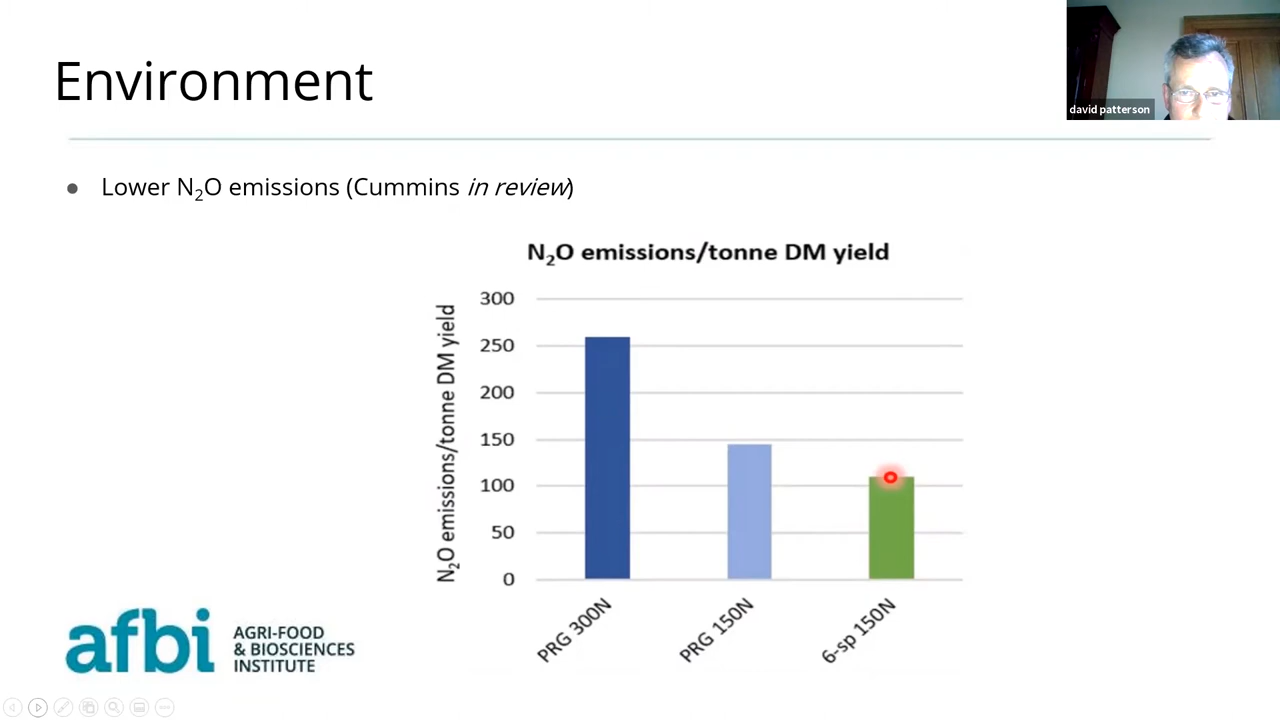 Environment
david patterson
● Lower N₂O emissions (Cummins in review)
N₂O emissions/tonne DM yield
N₂O emissions/tonne DM yield
300
250
200
150
100
50
0
PRG 300N
PRG 150N
6-sp 150N
afbi
AGRI-FOOD
& BIOSCIENCES
INSTITUTE